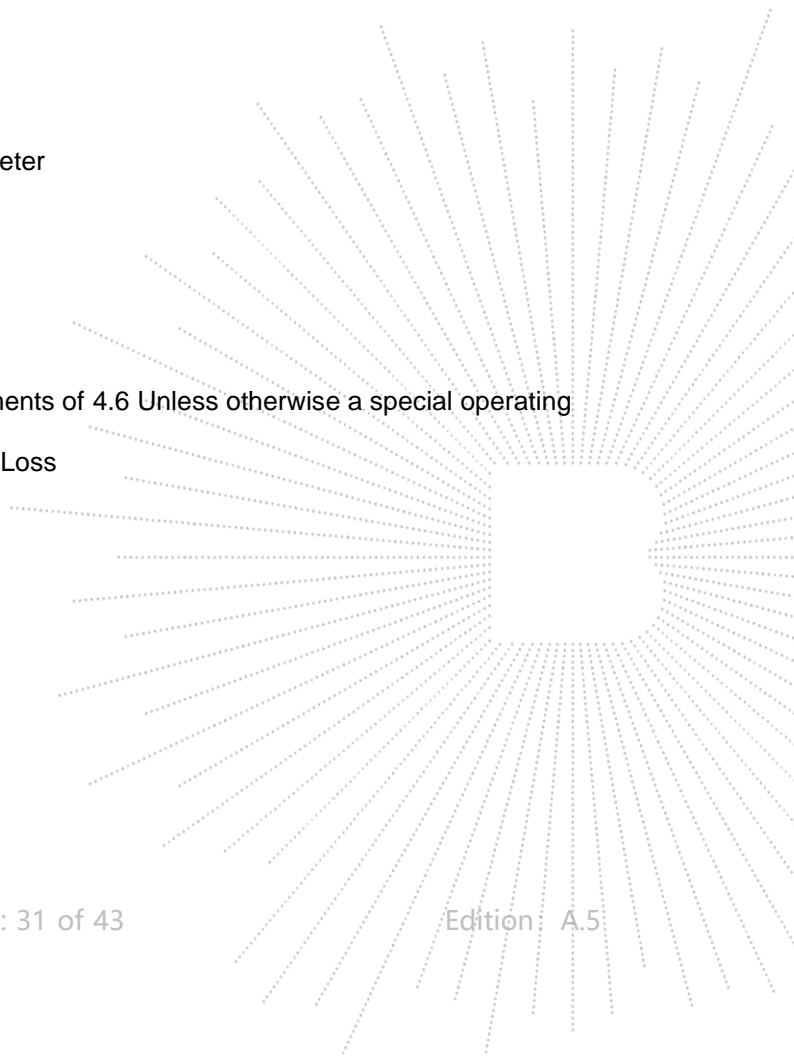 eter
nents of 4.6 Unless otherwise a special operating
Loss
: 31 of 43 Edition: A.5